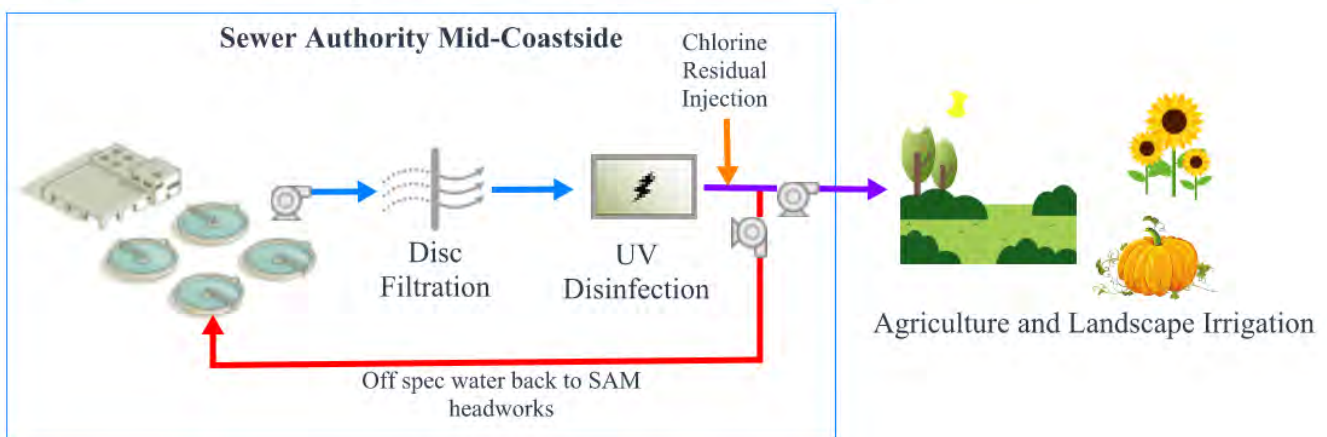 Sewer Authority Mid-Coastside
Chlorine
Residual
Injection
Disc
Filtration
UV
Disinfection
Agriculture and Landscape Irrigation
Off spec water back to SAM
headworks